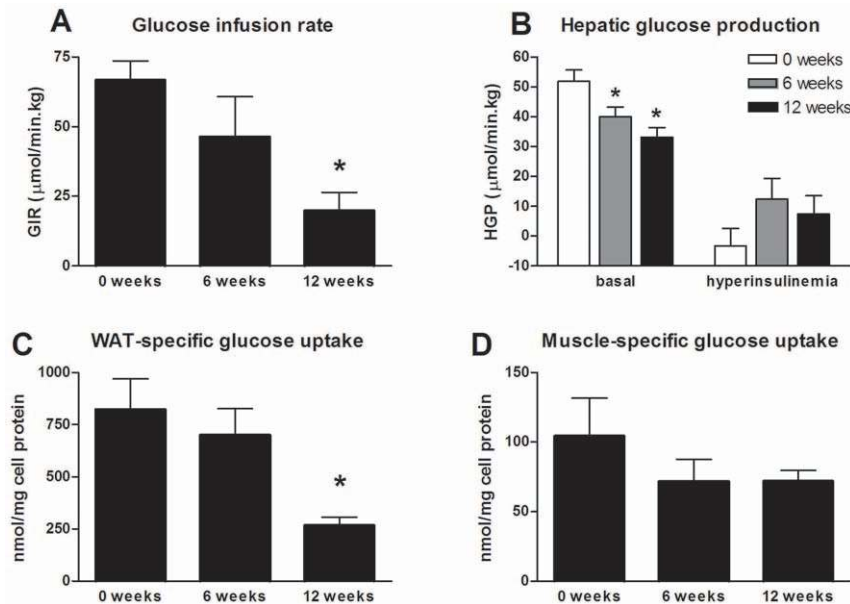 A
Glucose infusion rate
GIR (μmol/min.kg)
75
50
25
0
*
0 weeks
6 weeks
12 weeks
B
Hepatic glucose production
HGP (μmol/min.kg)
60
50
40
30
20
10
0
-10
*
*
0 weeks
6 weeks
12 weeks
basal
hyperinsulinemia
C
WAT-specific glucose uptake
nmol/mg cell protein
1000
750
500
250
0
*
0 weeks
6 weeks
12 weeks
D
Muscle-specific glucose uptake
nmol/mg cell protein
150
100
50
0
0 weeks
6 weeks
12 weeks